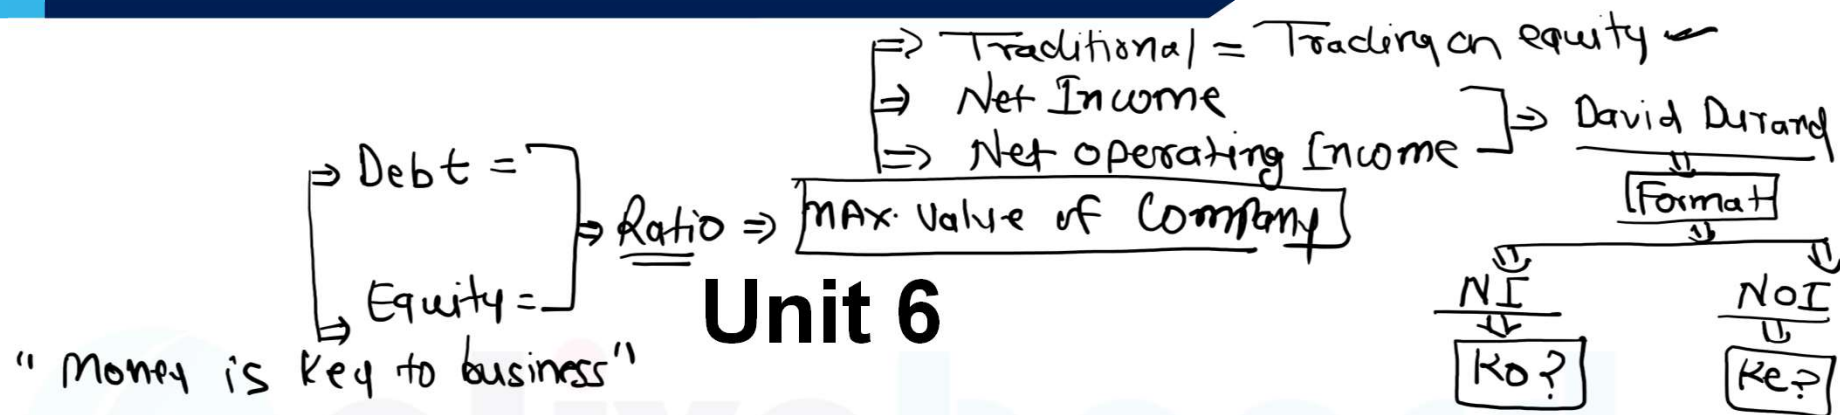 ⇒ Traditional = Trading on equity
⇒ Net Income
⇒ Net operating Income ⇒ David Durand
Format
⇒ Debt =
⇒ Equity =
⇒ Ratio ⇒ MAX. Value of Company
NI NOI
Ko? Ke?
Unit 6
"Money is key to business"